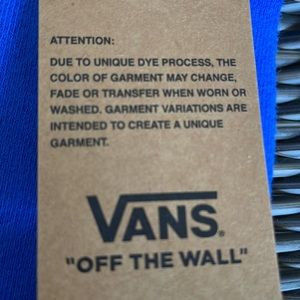 ATTENTION:
DUE TO UNIQUE DYE PROCESS, THE
COLOR OF GARMENT MAY CHANGE,
FADE OR TRANSFER WHEN WORN OR
WASHED. GARMENT VARIATIONS ARE
INTENDED TO CREATE A UNIQUE
GARMENT.
VANS®
"OFF THE WALL"